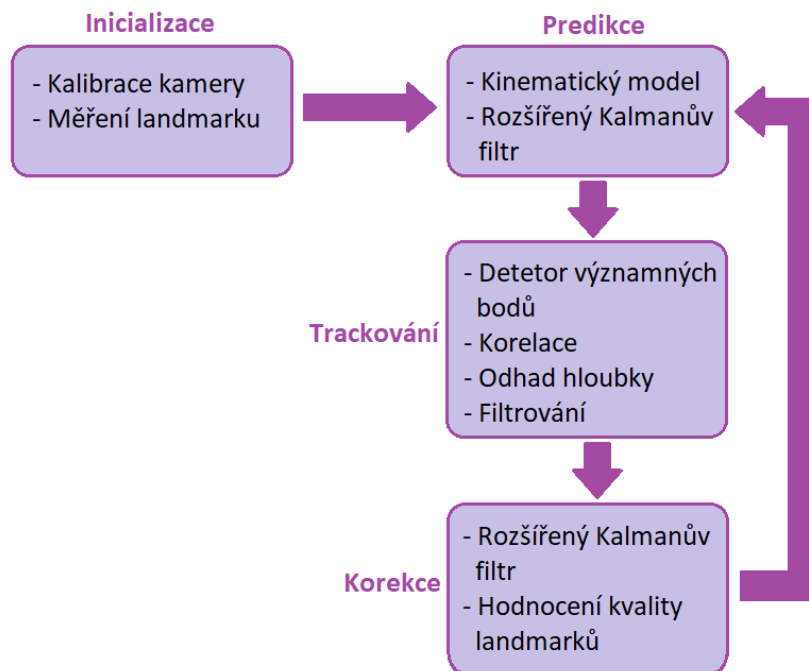 Inicializace
- Kalibrace kamery
- Měření landmarku
Predikce
- Kinematický model
- Rozšířený Kalmanův
filtr
Trackování
- Detetor významných
bodů
- Korelace
- Odhad hloubky
- Filtrování
Korekce
- Rozšířený Kalmanův
filtr
- Hodnocení kvality
landmarků